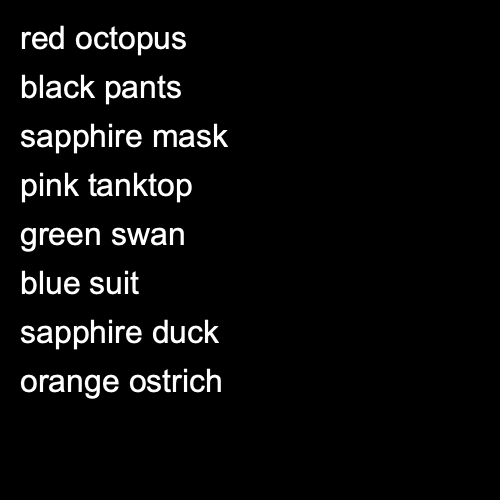 red octopus
black pants
sapphire mask
pink tanktop
green swan
blue suit
sapphire duck
orange ostrich